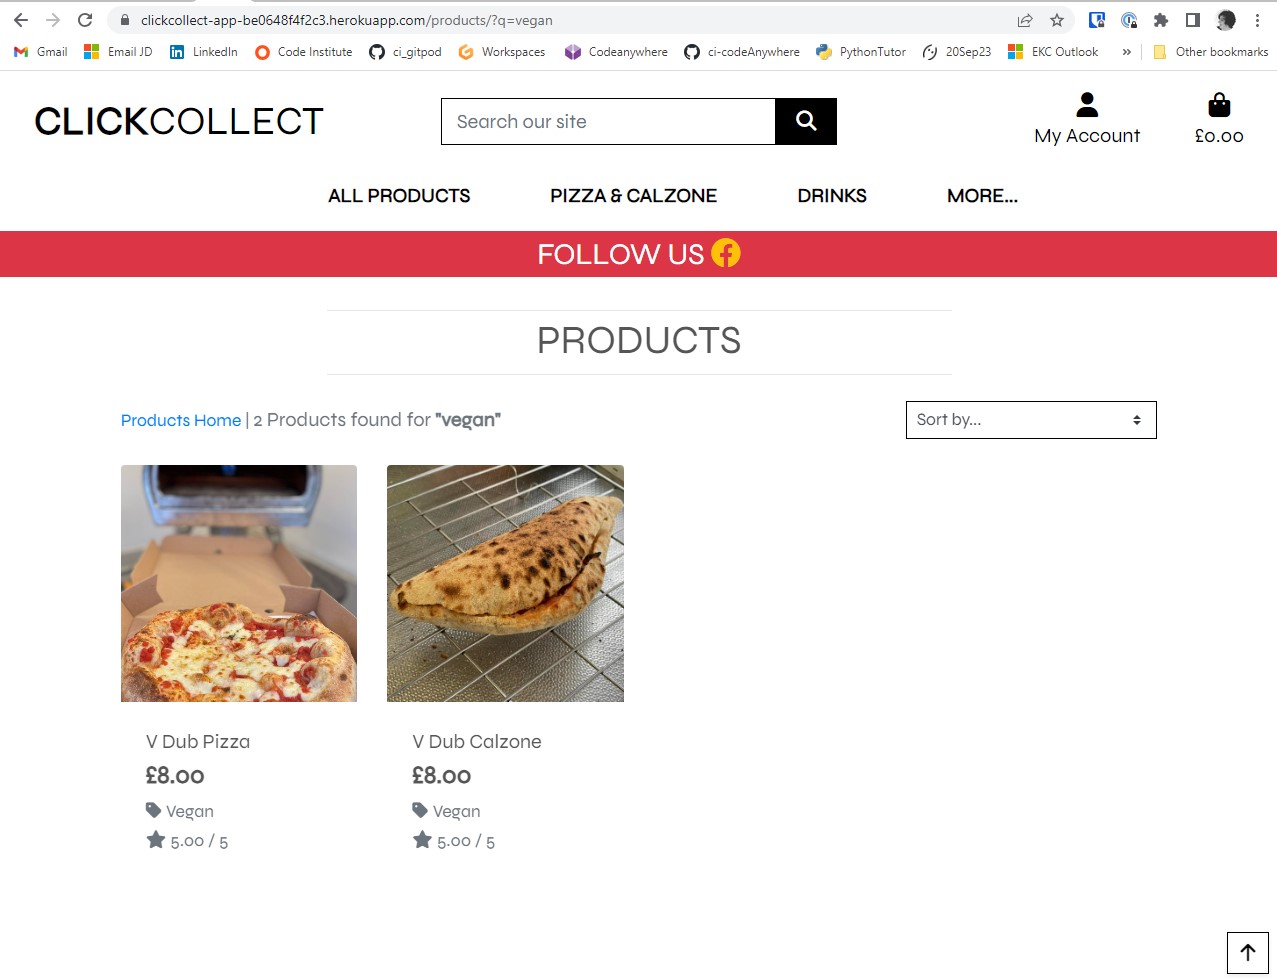 clickcollect-app-be0648f4f2c3.herokuapp.com/products/?q=vegan
Gmail Email JD LinkedIn Code Institute ci_gitpod Workspaces Codeanywhere ci-codeAnywhere PythonTutor 20Sep23 EKC Outlook » Other bookmarks
CLICKCOLLECT
Search our site
My Account
£0.00
ALL PRODUCTS PIZZA & CALZONE DRINKS MORE...
FOLLOW US
PRODUCTS
Products Home | 2 Products found for "vegan"
Sort by...
V Dub Pizza
£8.00
Vegan
5.00 / 5
V Dub Calzone
£8.00
Vegan
5.00 / 5